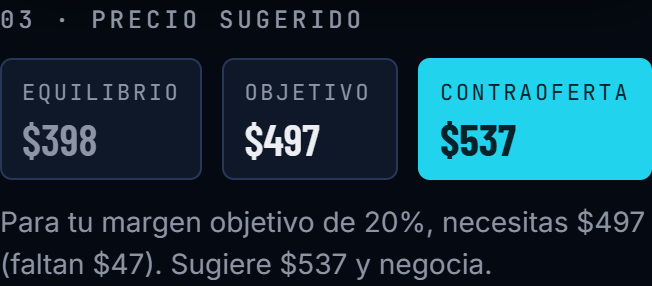 03 · PRECIO SUGERIDO
EQUILIBRIO
$398
OBJETIVO
$497
CONTRAOFERTA
$537
Para tu margen objetivo de 20%, necesitas $497
(faltan $47). Sugiere $537 y negocia.